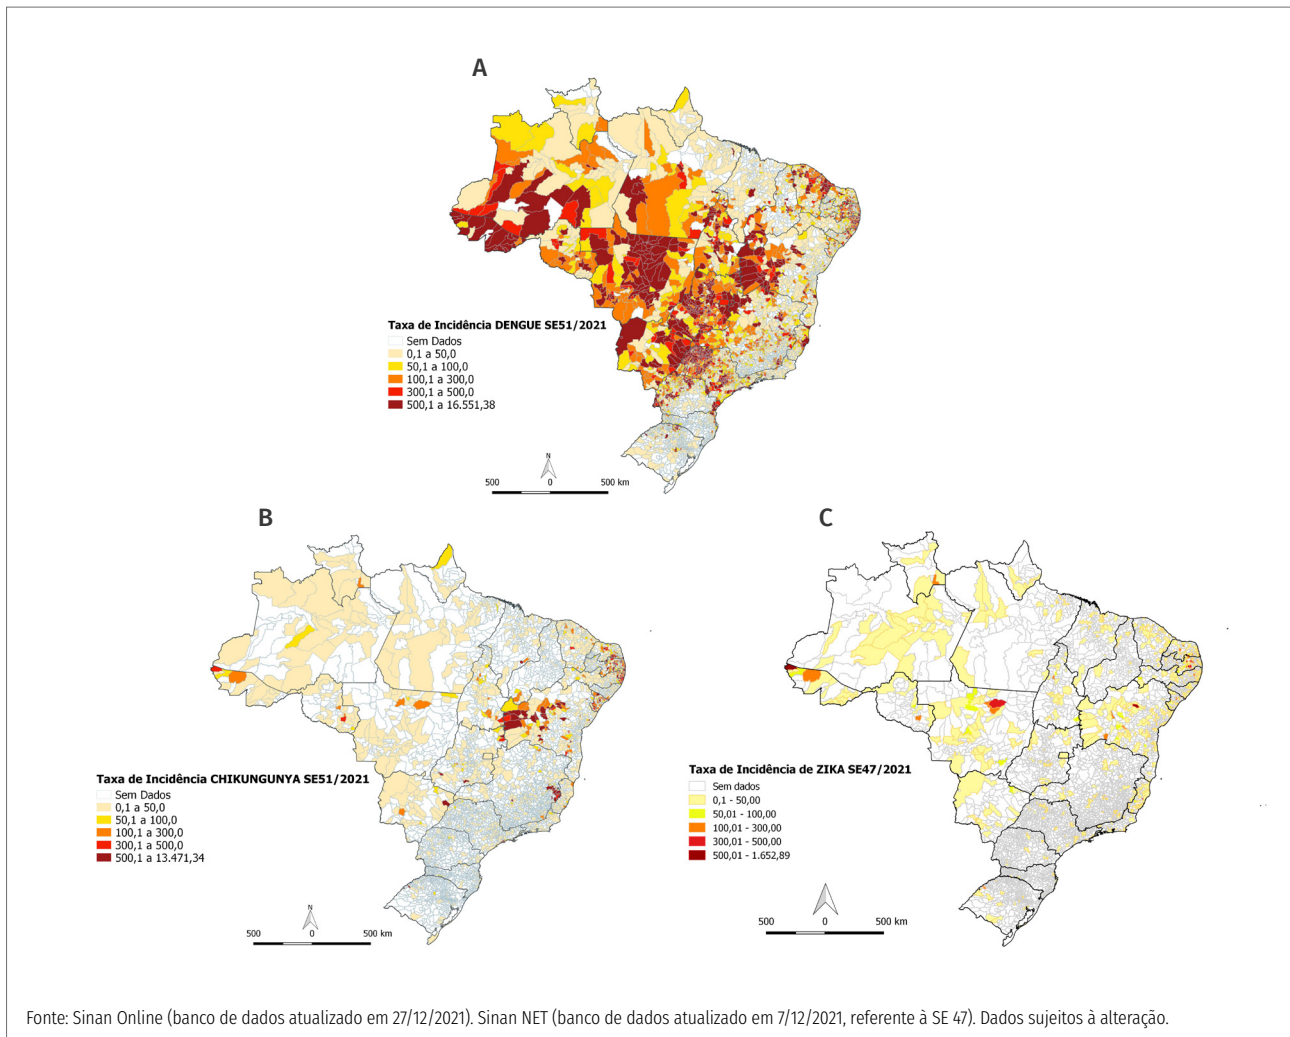 A
Taxa de Incidência DENGUE SE51/2021
Sem Dados
0,1 a 50,0
50,1 a 100,0
100,1 a 300,0
300,1 a 500,0
500,1 a 16.551,38
N
500 0 500 km
B
Taxa de Incidência CHIKUNGUNYA SE51/2021
Sem Dados
0,1 a 50,0
50,1 a 100,0
100,1 a 300,0
300,1 a 500,0
500,1 a 13.471,34
N
500 0 500 km
C
Taxa de Incidência de ZIKA SE47/2021
Sem dados
0,1 - 50,00
50,01 - 100,00
100,01 - 300,00
300,01 - 500,00
500,01 - 1.652,89
500 0 500 km
Fonte: Sinan Online (banco de dados atualizado em 27/12/2021). Sinan NET (banco de dados atualizado em 7/12/2021, referente à SE 47). Dados sujeitos à alteração.